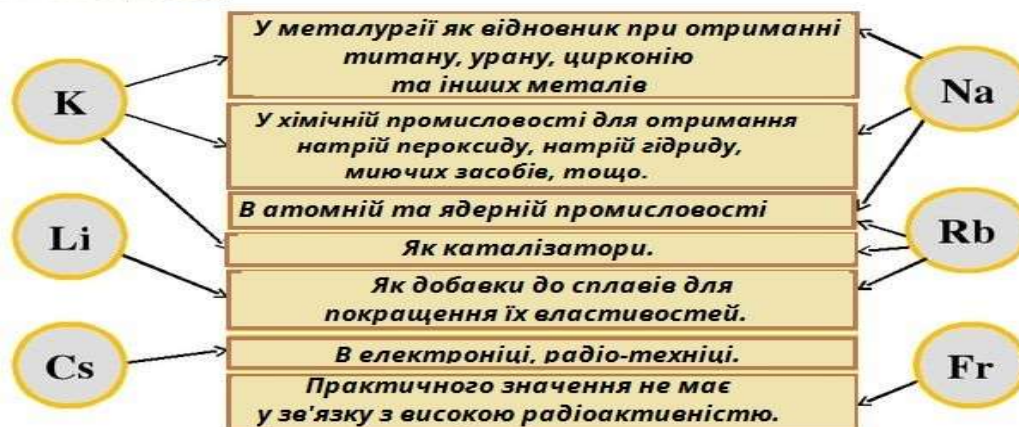 У металургії як відновник при отриманні
титану, урану, цирконію
та інших металів
K
Na
У хімічній промисловості для отримання
натрій пероксиду, натрій гідриду,
миючих засобів, тощо.
В атомній та ядерній промисловості
Li
Rb
Як каталізатори.
Як добавки до сплавів для
покращення їх властивостей.
Cs
Fr
В електроніці, радіо-техніці.
Практичного значення не має
у зв'язку з високою радіоактивністю.